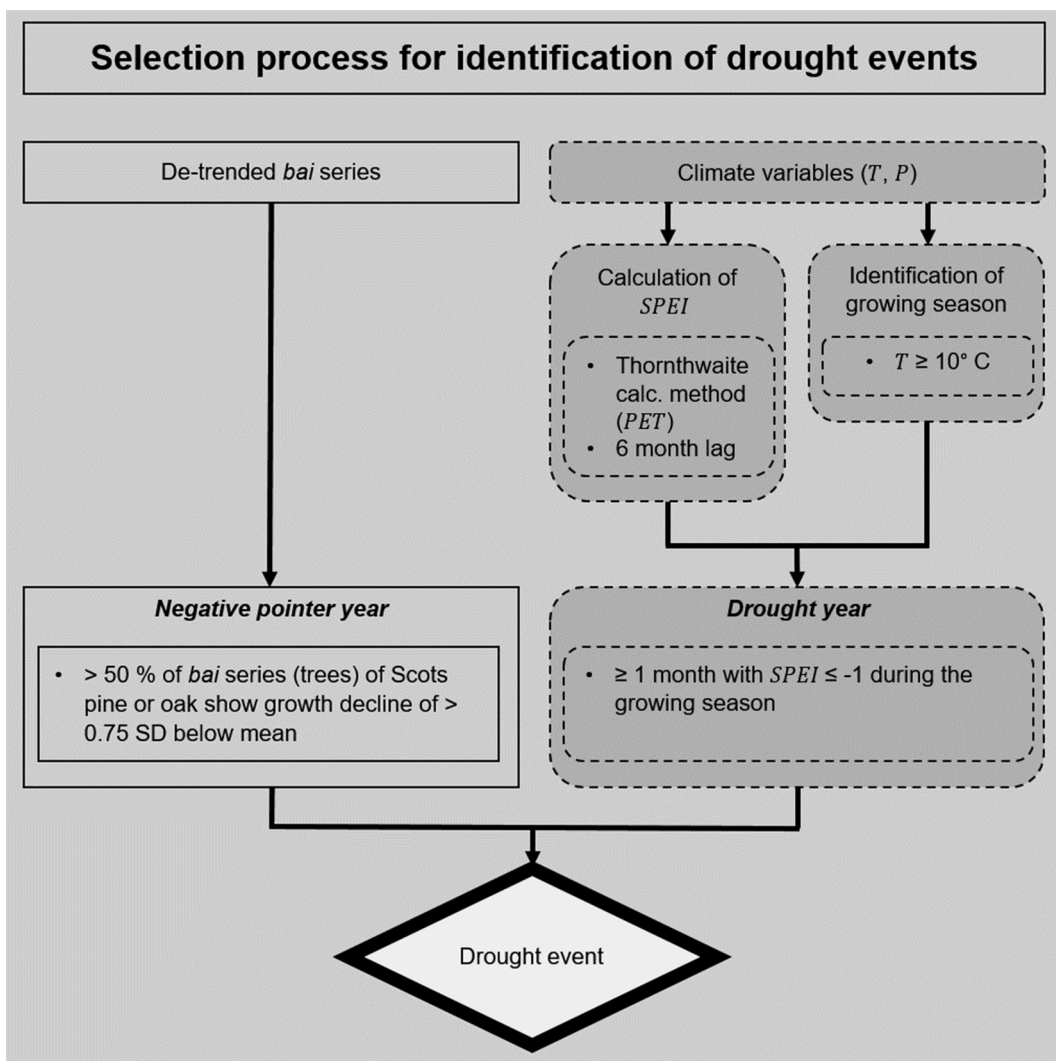 Selection process for identification of drought events
De-trended bai series
Climate variables (T, P)
Calculation of
SPEI
• Thornthwaite
calc. method
(PET)
• 6 month lag
Identification of
growing season
• T ≥ 10° C
Negative pointer year
• > 50 % of bai series (trees) of Scots
pine or oak show growth decline of >
0.75 SD below mean
Drought year
• ≥ 1 month with SPEI ≤ -1 during the
growing season
Drought event